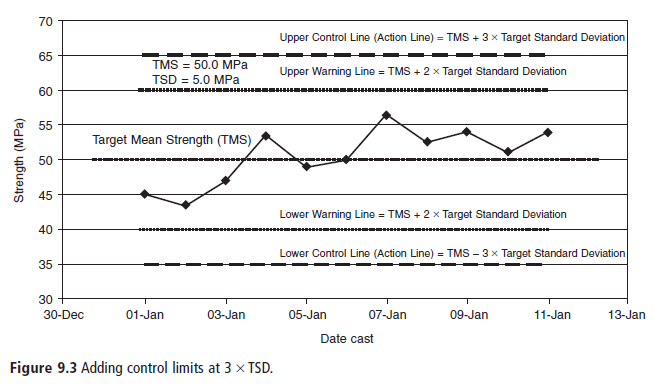 70
Upper Control Line (Action Line) = TMS + 3 × Target Standard Deviation
65
TMS = 50.0 MPa
Upper Warning Line = TMS + 2 × Target Standard Deviation
TSD = 5.0 MPa
60
55
Target Mean Strength (TMS)
50
Strength (MPa)
45
Lower Warning Line = TMS + 2 × Target Standard Deviation
40
Lower Control Line (Action Line) = TMS – 3 × Target Standard Deviation
35
30
30-Dec 01-Jan 03-Jan 05-Jan 07-Jan 09-Jan 11-Jan 13-Jan
Date cast
Figure 9.3 Adding control limits at 3 × TSD.